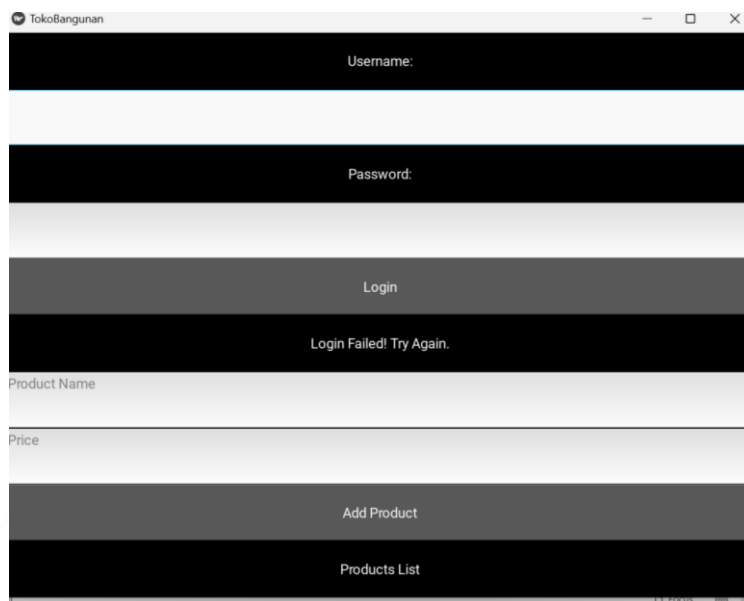 TokoBangunan
Username:
Password:
Login
Login Failed! Try Again.
Product Name
Price
Add Product
Products List